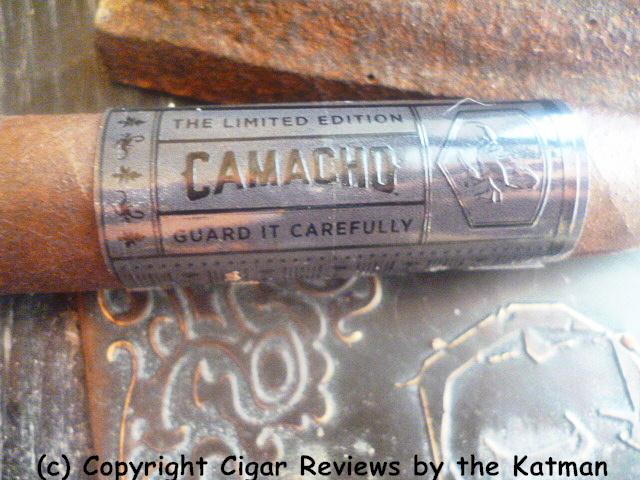 THE LIMITED EDITION
CAMACHO
GUARD IT CAREFULLY
(c) Copyright Cigar Reviews by the Katman